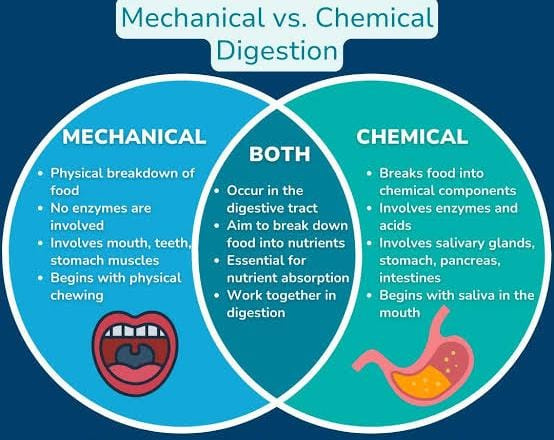 Mechanical vs. Chemical
Digestion
MECHANICAL
• Physical breakdown of
food
• No enzymes are
involved
• Involves mouth, teeth,
stomach muscles
• Begins with physical
chewing
BOTH
• Occur in the
digestive tract
• Aim to break down
food into nutrients
• Essential for
nutrient absorption
• Work together in
digestion
CHEMICAL
• Breaks food into
chemical components
• Involves enzymes and
acids
• Involves salivary glands,
stomach, pancreas,
intestines
• Begins with saliva in the
mouth